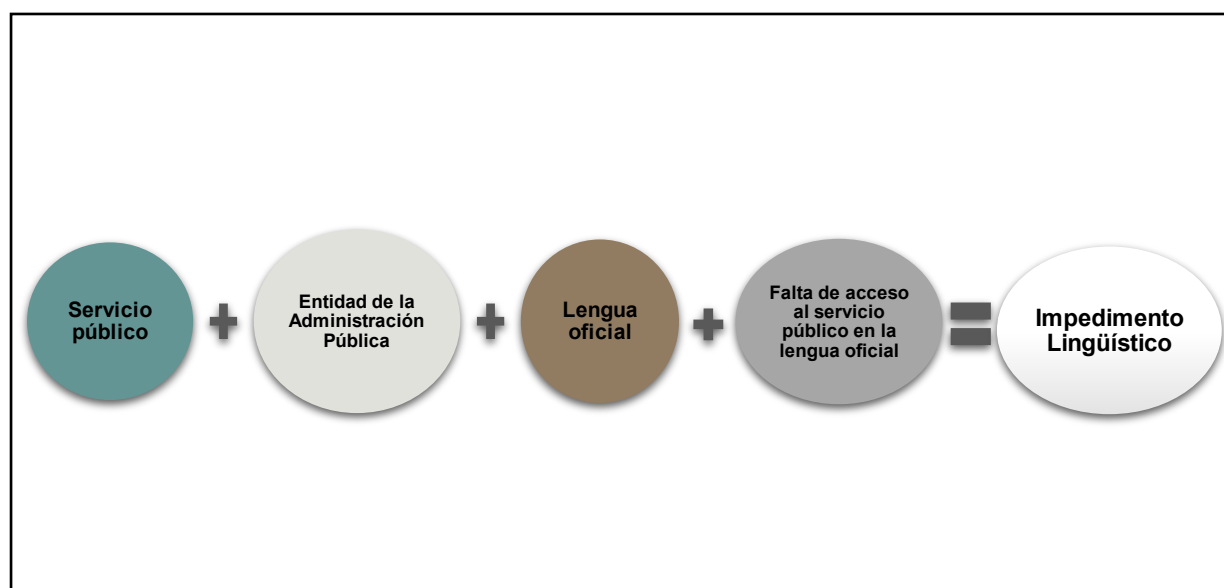 Servicio
público
Entidad de la
Administración
Pública
Lengua
oficial
Falta de acceso
al servicio
público en la
lengua oficial
Impedimento
Lingüístico